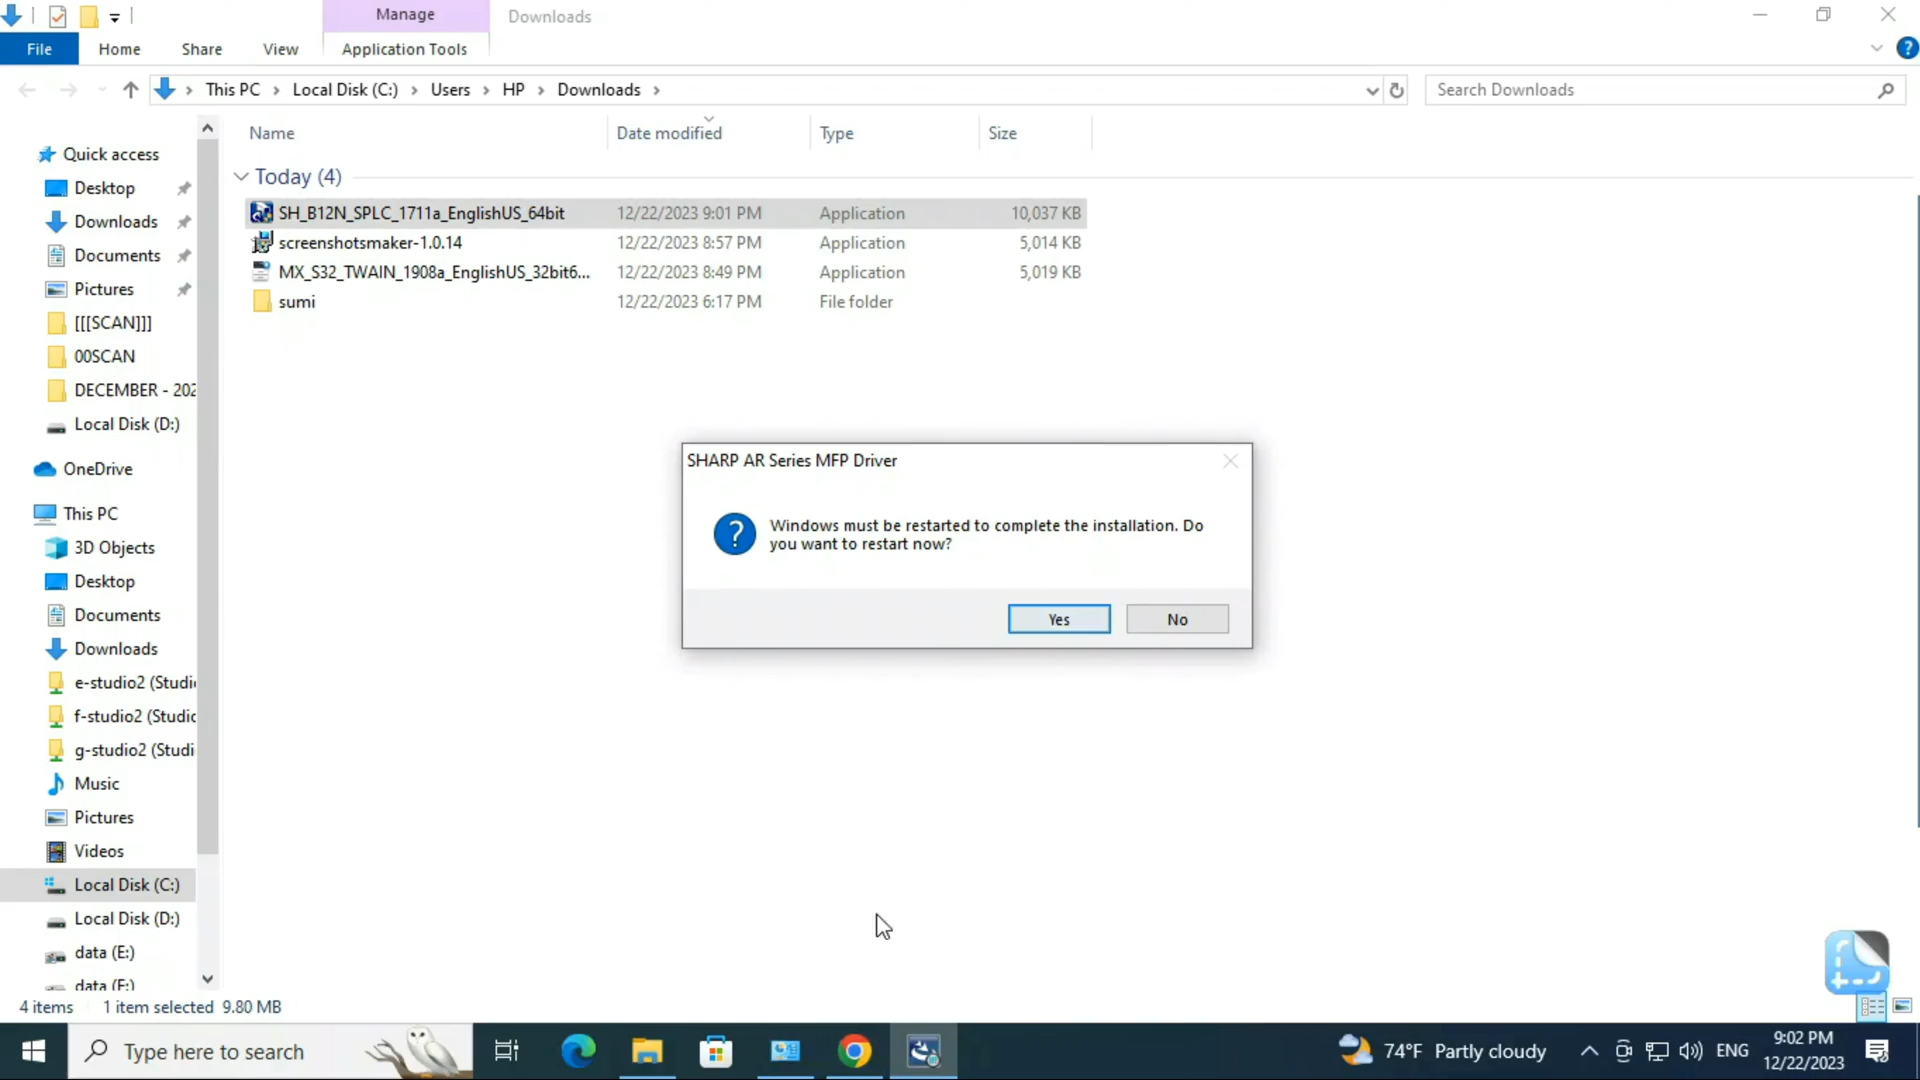 Manage
Downloads
File
Home
Share
View
Application Tools
This PC
Local Disk (C:)
Users
HP
Downloads
Search Downloads
Name
Date modified
Type
Size
Today (4)
SH_B12N_SPLC_1711a_EnglishUS_64bit 12/22/2023 9:01 PM Application 10,037 KB
screenshotsmaker-1.0.14 12/22/2023 8:57 PM Application 5,014 KB
MX_S32_TWAIN_1908a_EnglishUS_32bit6... 12/22/2023 8:49 PM Application 5,019 KB
sumi 12/22/2023 6:17 PM File folder
Quick access
Desktop
Downloads
Documents
Pictures
[[[SCAN]]]
00SCAN
DECEMBER - 202
Local Disk (D:)
OneDrive
This PC
3D Objects
Desktop
Documents
Downloads
e-studio2 (Studi
f-studio2 (Studio
g-studio2 (Studi
Music
Pictures
Videos
Local Disk (C:)
Local Disk (D:)
data (E:)
data (F:)
SHARP AR Series MFP Driver
Windows must be restarted to complete the installation. Do
you want to restart now?
Yes
No
4 items
1 item selected 9.80 MB
Type here to search
74°F Partly cloudy
ENG
9:02 PM
12/22/2023